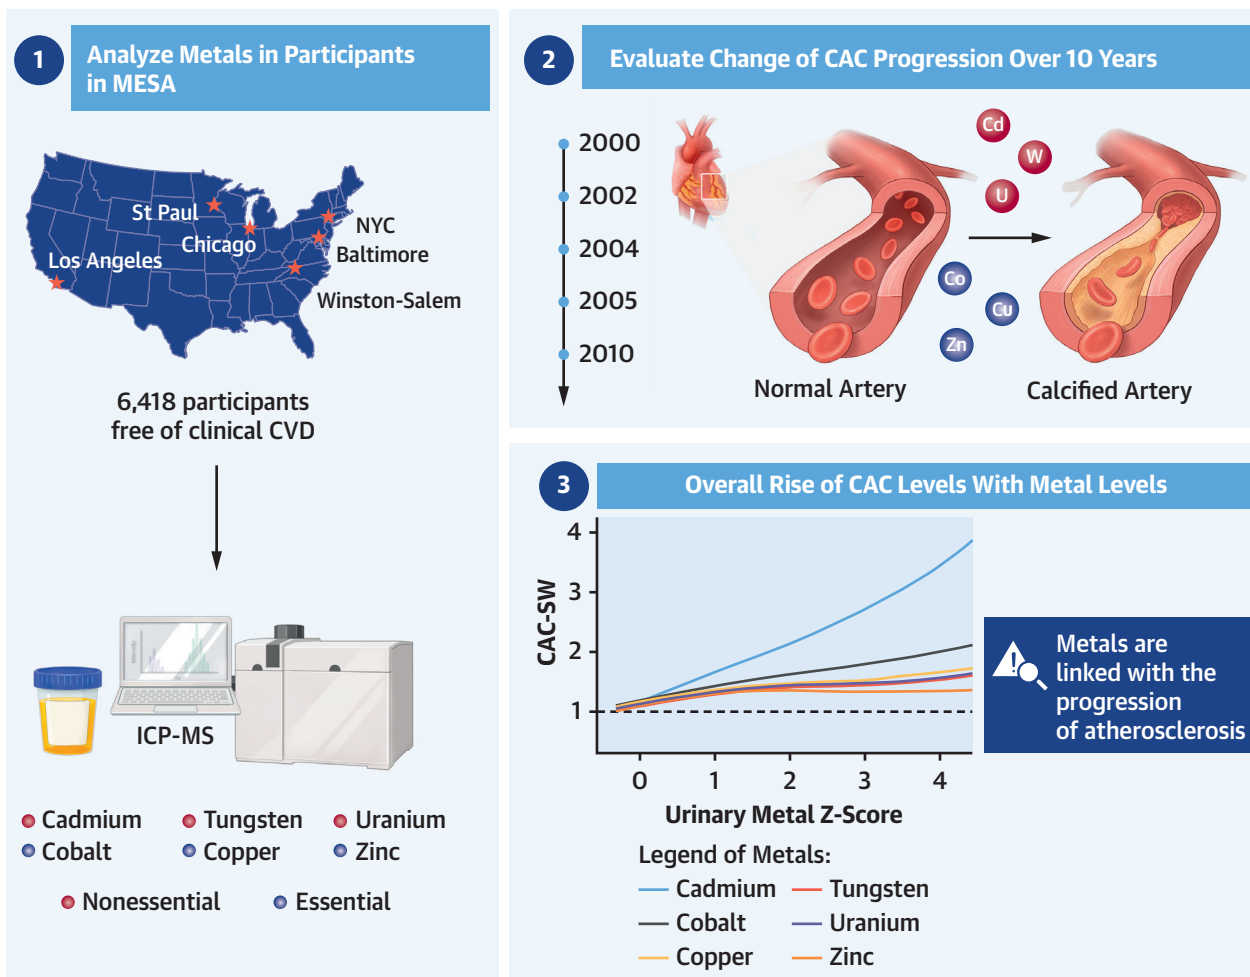 1
Analyze Metals in Participants
in MESA
St Paul
Chicago
Los Angeles
NYC
Baltimore
Winston-Salem
6,418 participants
free of clinical CVD
ICP-MS
Cadmium
Tungsten
Uranium
Cobalt
Copper
Zinc
Nonessential
Essential
2
Evaluate Change of CAC Progression Over 10 Years
2000
2002
2004
2005
2010
Cd
W
U
Co
Cu
Zn
Normal Artery
Calcified Artery
3
Overall Rise of CAC Levels With Metal Levels
CAC-SW
4
3
2
1
0
1
2
3
4
Urinary Metal Z-Score
Legend of Metals:
Cadmium
Tungsten
Cobalt
Uranium
Copper
Zinc
!
Metals are
linked with the
progression
of atherosclerosis